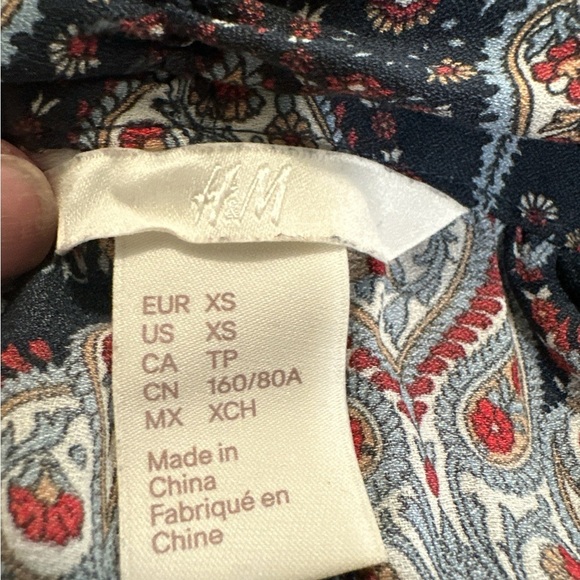 H&M
EUR XS
US XS
CA TP
CN 160/80A
MX XCH
Made in
China
Fabriqué en
Chine